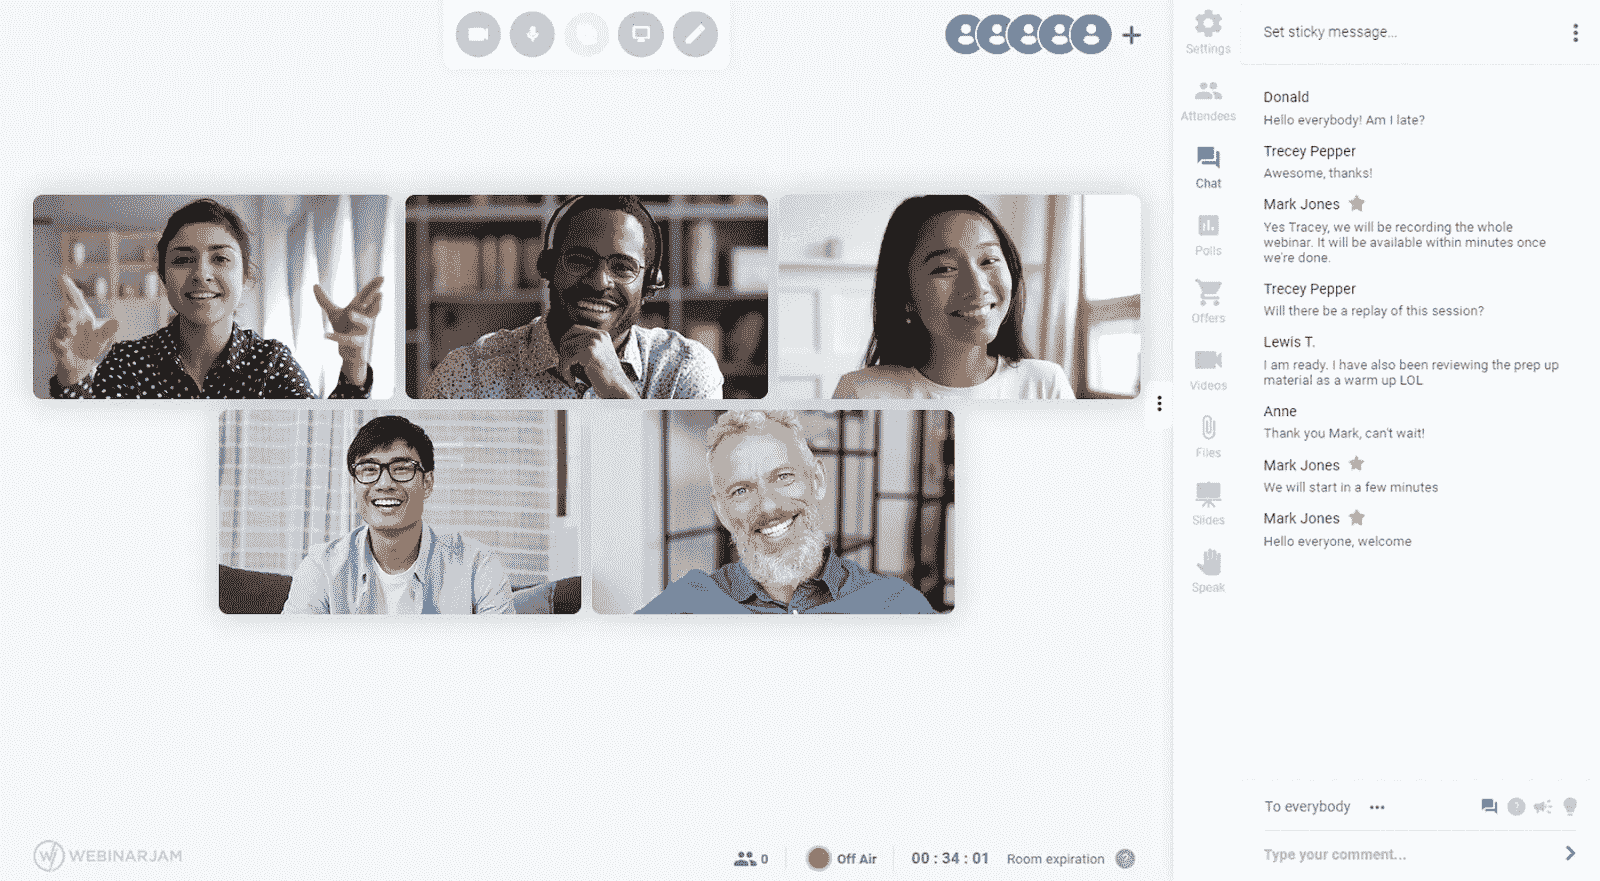 Settings
Attendees
Chat
Polls
Offers
Videos
Files
Slides
Speak
Set sticky message...
Donald
Hello everybody! Am I late?
Trecey Pepper
Awesome, thanks!
Mark Jones
Yes Tracey, we will be recording the whole
webinar. It will be available within minutes once
we're done.
Trecey Pepper
Will there be a replay of this session?
Lewis T.
I am ready. I have also been reviewing the prep up
material as a warm up LOL
Anne
Thank you Mark, can't wait!
Mark Jones
We will start in a few minutes
Mark Jones
Hello everyone, welcome
To everybody
Type your comment...
WEBINARJAM
0
Off Air
00 : 34 : 01
Room expiration
?